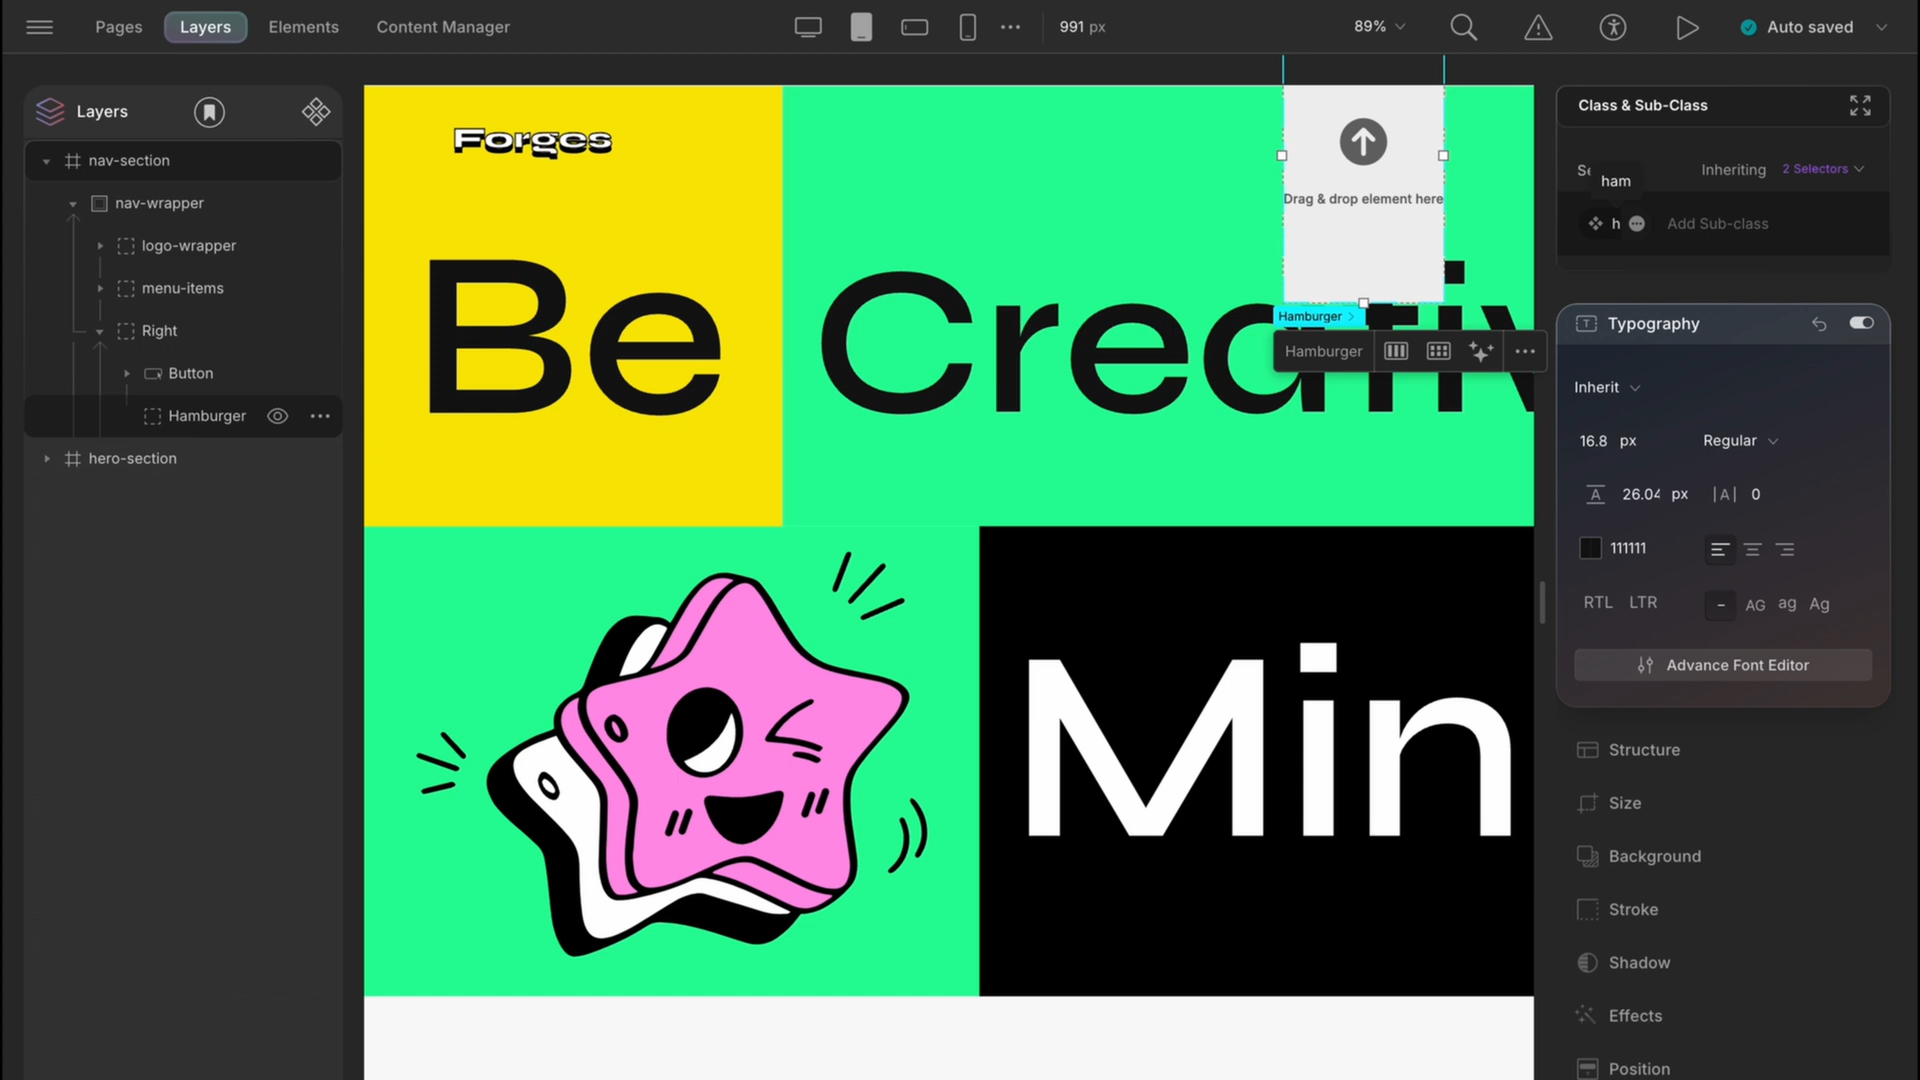 Pages Layers Elements Content Manager 991 px 89% Auto saved
Layers
nav-section
nav-wrapper
logo-wrapper
menu-items
Right
Button
Hamburger
hero-section
Forges
Drag & drop element here
Be Creativ
Hamburger >
Hamburger
Min
Class & Sub-Class
Se Inheriting 2 Selectors
ham
h Add Sub-class
Typography
Inherit
16.8 px Regular
A 26.04 px |A| 0
111111
RTL LTR - AG ag Ag
Advance Font Editor
Structure
Size
Background
Stroke
Shadow
Effects
Position